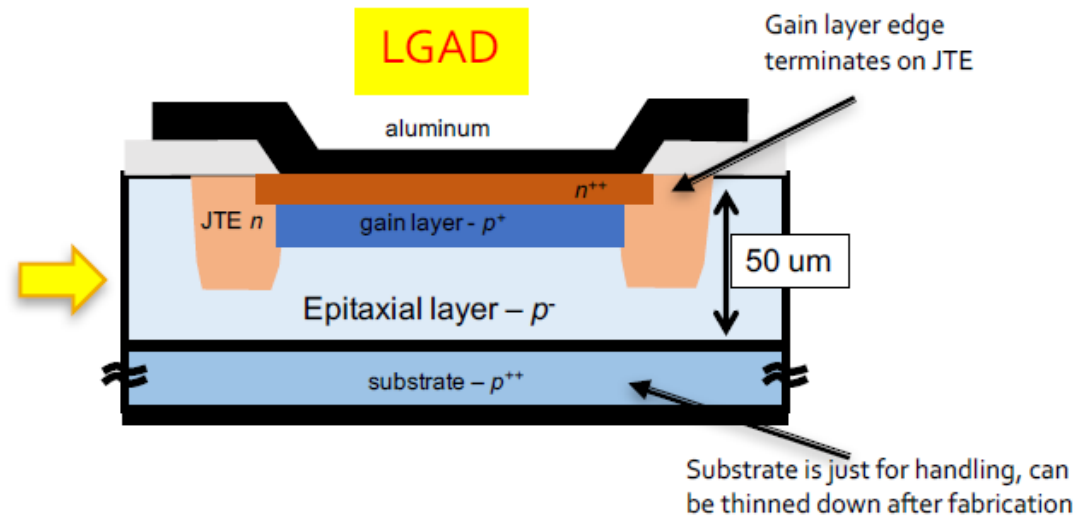 LGAD
Gain layer edge
terminates on JTE
aluminum
n++
JTE n
gain layer - p+
50 um
Epitaxial layer – p-
substrate – p++
Substrate is just for handling, can
be thinned down after fabrication